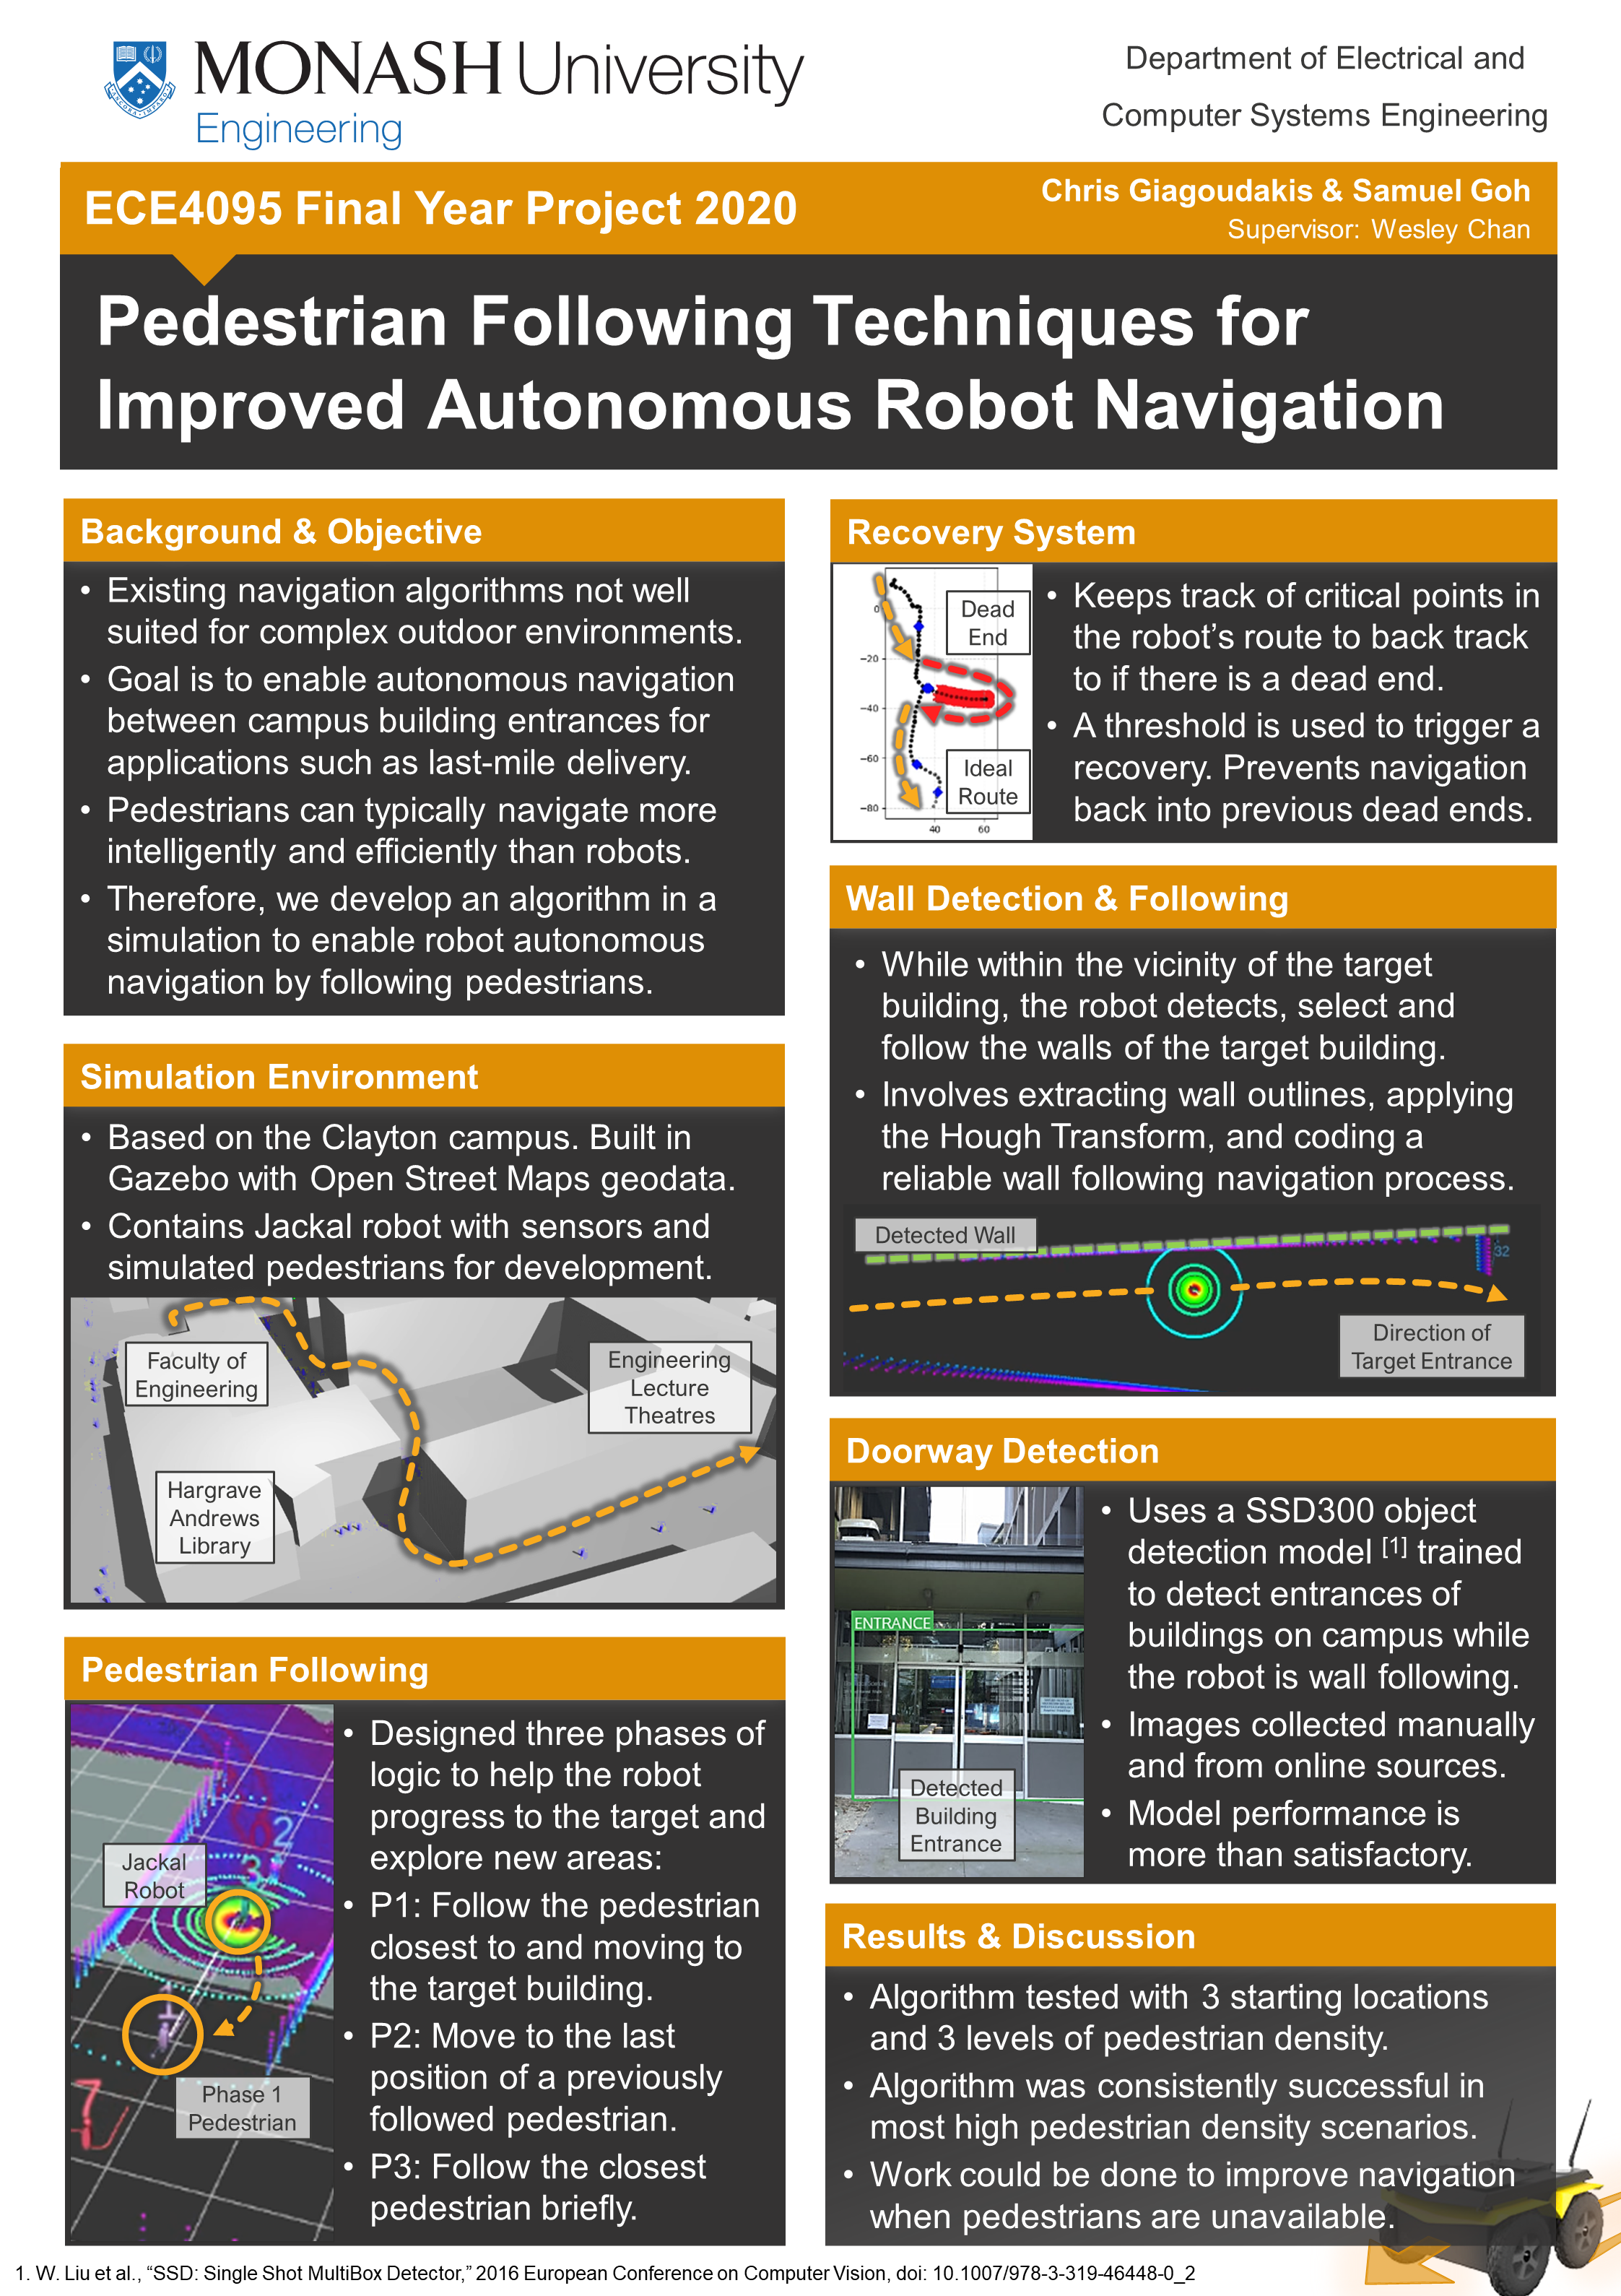 MONASH University
Engineering
Department of Electrical and
Computer Systems Engineering
ECE4095 Final Year Project 2020
Chris Giagoudakis & Samuel Goh
Supervisor: Wesley Chan
Pedestrian Following Techniques for
Improved Autonomous Robot Navigation
Background & Objective
• Existing navigation algorithms not well
suited for complex outdoor environments.
• Goal is to enable autonomous navigation
between campus building entrances for
applications such as last-mile delivery.
• Pedestrians can typically navigate more
intelligently and efficiently than robots.
• Therefore, we develop an algorithm in a
simulation to enable robot autonomous
navigation by following pedestrians.
Simulation Environment
• Based on the Clayton campus. Built in
Gazebo with Open Street Maps geodata.
• Contains Jackal robot with sensors and
simulated pedestrians for development.
Faculty of
Engineering
Engineering
Lecture
Theatres
Hargrave
Andrews
Library
Pedestrian Following
2
3
Jackal
Robot
Phase 1
Pedestrian
7
• Designed three phases of
logic to help the robot
progress to the target and
explore new areas:
• P1: Follow the pedestrian
closest to and moving to
the target building.
• P2: Move to the last
position of a previously
followed pedestrian.
• P3: Follow the closest
pedestrian briefly.
Recovery System
0
−20
−40
−60
−80
40 60
Dead
End
Ideal
Route
• Keeps track of critical points in
the robot's route to back track
to if there is a dead end.
• A threshold is used to trigger a
recovery. Prevents navigation
back into previous dead ends.
Wall Detection & Following
• While within the vicinity of the target
building, the robot detects, select and
follow the walls of the target building.
• Involves extracting wall outlines, applying
the Hough Transform, and coding a
reliable wall following navigation process.
Detected Wall
32
Direction of
Target Entrance
Doorway Detection
ENTRANCE
Detected
Building
Entrance
• Uses a SSD300 object
detection model [1] trained
to detect entrances of
buildings on campus while
the robot is wall following.
• Images collected manually
and from online sources.
• Model performance is
more than satisfactory.
Results & Discussion
• Algorithm tested with 3 starting locations
and 3 levels of pedestrian density.
• Algorithm was consistently successful in
most high pedestrian density scenarios.
• Work could be done to improve navigation
when pedestrians are unavailable.
1. W. Liu et al., “SSD: Single Shot MultiBox Detector,” 2016 European Conference on Computer Vision, doi: 10.1007/978-3-319-46448-0_2